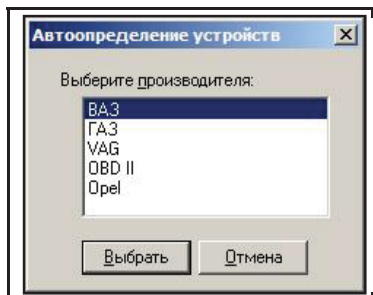 Автоопределение устройств
Выберите производителя:
ВАЗ
ГАЗ
VAG
OBD II
Opel
Выбрать
Отмена